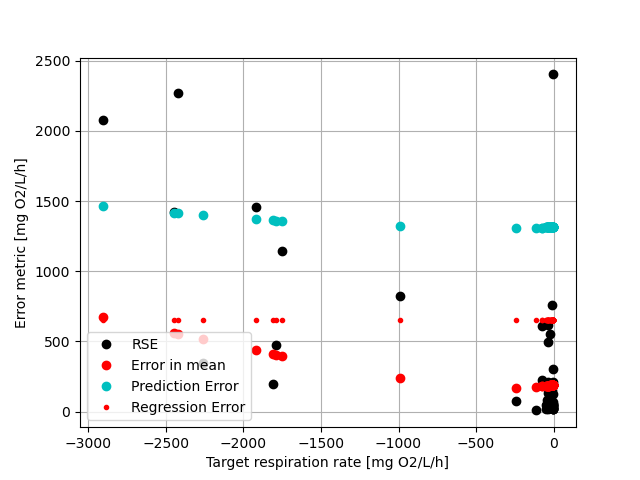 2500
2000
1500
1000
500
0
Error metric [mg O2/L/h]
RSE
Error in mean
Prediction Error
Regression Error
−3000 −2500 −2000 −1500 −1000 −500 0
Target respiration rate [mg O2/L/h]